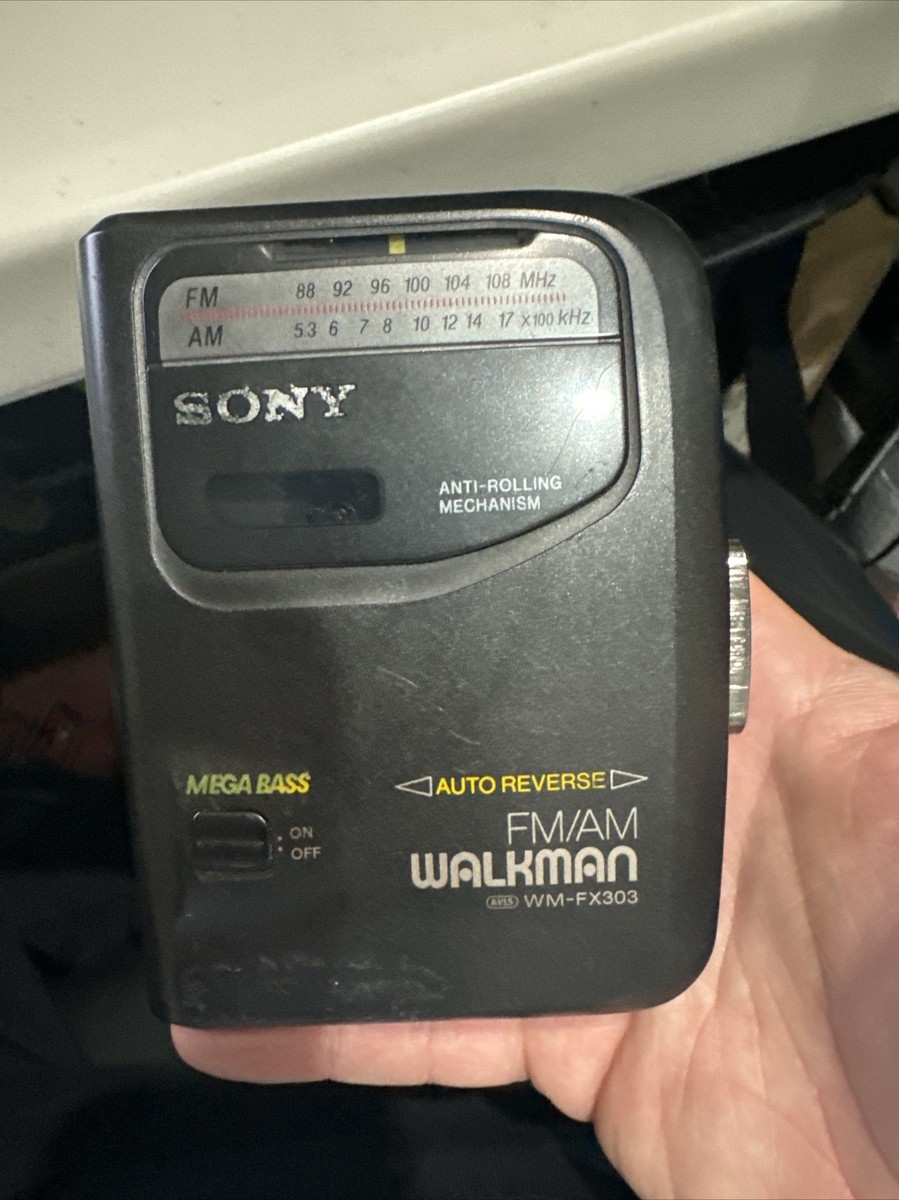 FM 88 92 96 100 104 108 MHz
AM 5.3 6 7 8 10 12 14 17 x100 kHz
SONY
ANTI-ROLLING
MECHANISM
MEGA BASS
ON
OFF
◁AUTO REVERSE▷
FM/AM
WALKMAN
AVLS WM-FX303